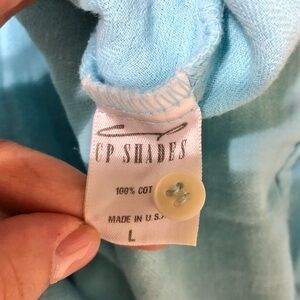 CP SHADES
100% COT
MADE IN U.S.A
L